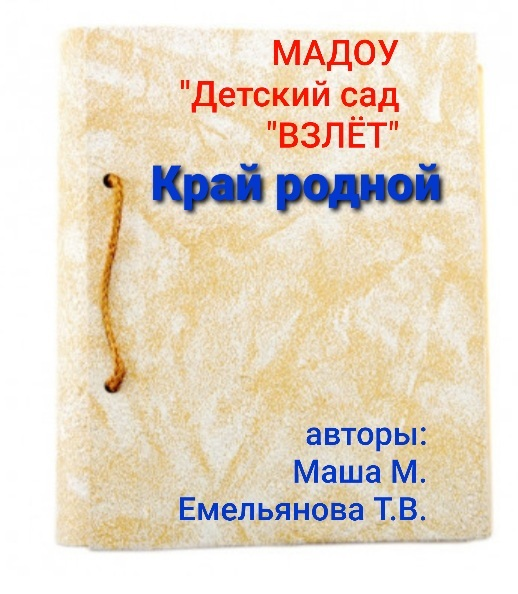 МАДОУ
"Детский сад
"ВЗЛЁТ"
Край родной
авторы:
Маша М.
Емельянова Т.В.